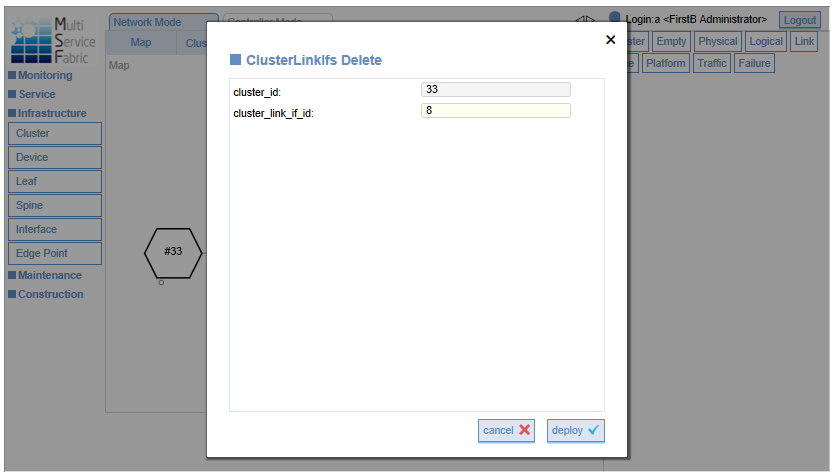 Multi
Service
Fabric
Network Mode
Controller Mode
Login:a <FirstB Administrator>
Logout
Map
Clus
ster
Empty
Physical
Logical
Link
e
Platform
Traffic
Failure
Map
Monitoring
Service
Infrastructure
Cluster
Device
Leaf
Spine
Interface
Edge Point
Maintenance
Construction
#33
ClusterLinkIfs Delete
cluster_id:
33
cluster_link_if_id:
8
cancel
deploy